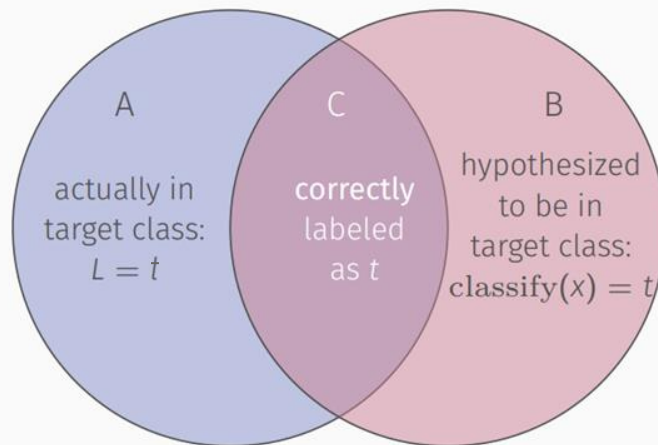 A
actually in
target class:
L = t
C
correctly
labeled
as t
B
hypothesized
to be in
target class:
classify(x) = t